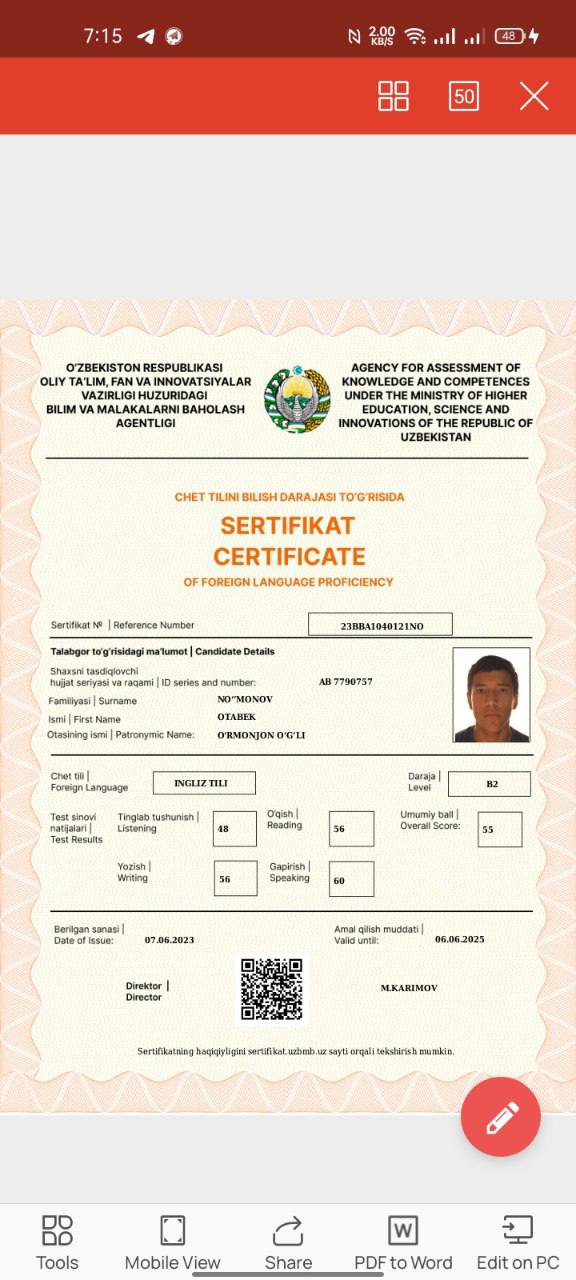 7:15
2.00
KB/S
48
50
O'ZBEKISTON RESPUBLIKASI
OLIY TA'LIM, FAN VA INNOVATSIYALAR
VAZIRLIGI HUZURIDAGI
BILIM VA MALAKALARNI BAHOLASH
AGENTLIGI
AGENCY FOR ASSESSMENT OF
KNOWLEDGE AND COMPETENCES
UNDER THE MINISTRY OF HIGHER
EDUCATION, SCIENCE AND
INNOVATIONS OF THE REPUBLIC OF
UZBEKISTAN
CHET TILINI BILISH DARAJASI TO'G'RISIDA
SERTIFIKAT
CERTIFICATE
OF FOREIGN LANGUAGE PROFICIENCY
Sertifikat № | Reference Number
23BBA1040121NO
Talabgor to'g'risidagi ma'lumot | Candidate Details
Shaxsni tasdiqlovchi
hujjat seriyasi va raqami | ID series and number:
AB 7790757
Familiyasi | Surname
NO'’MONOV
Ismi | First Name
OTABEK
Otasining ismi | Patronymic Name:
O'RMONJON O'G'LI
Chet tili |
Foreign Language
INGLIZ TILI
Daraja |
Level
B2
Test sinovi
natijalari |
Test Results
Tinglab tushunish |
Listening
48
O'qish |
Reading
56
Umumiy ball |
Overall Score:
55
Yozish |
Writing
56
Gapirish |
Speaking
60
Berilgan sanasi |
Date of Issue:
07.06.2023
Amal qilish muddati |
Valid until:
06.06.2025
Direktor |
Director
M.KARIMOV
Sertifikatning haqiqiyligini sertifikat.uzbmb.uz sayti orqali tekshirish mumkin.
Tools
Mobile View
Share
W
PDF to Word
Edit on PC